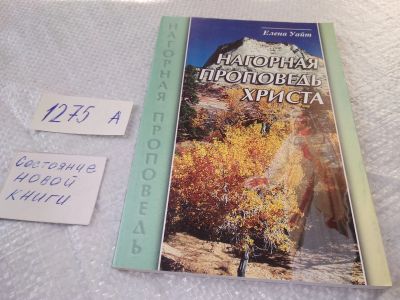 Елена Уайт
НАГОРНАЯ
ПРОПОВЕДЬ
ХРИСТА
НАГОРНАЯ ПРОПОВЕДЬ
1275 А
Состояние
новой
книги